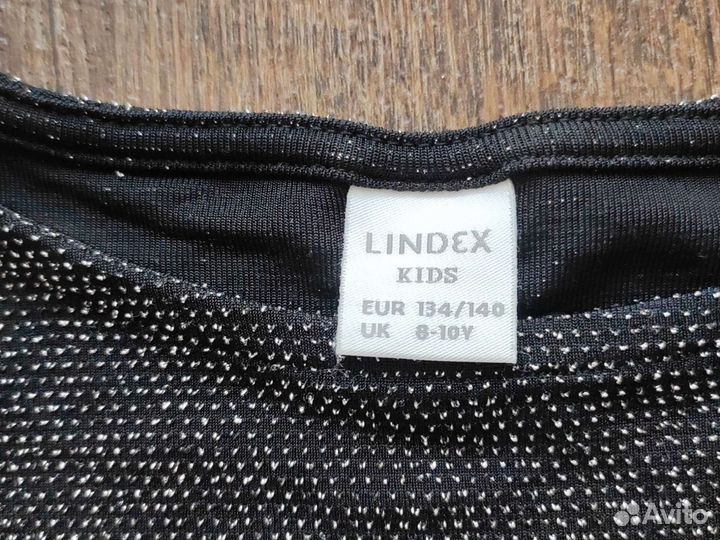 LINDEX
KIDS
EUR 134/140
UK 8-10Y
Avito